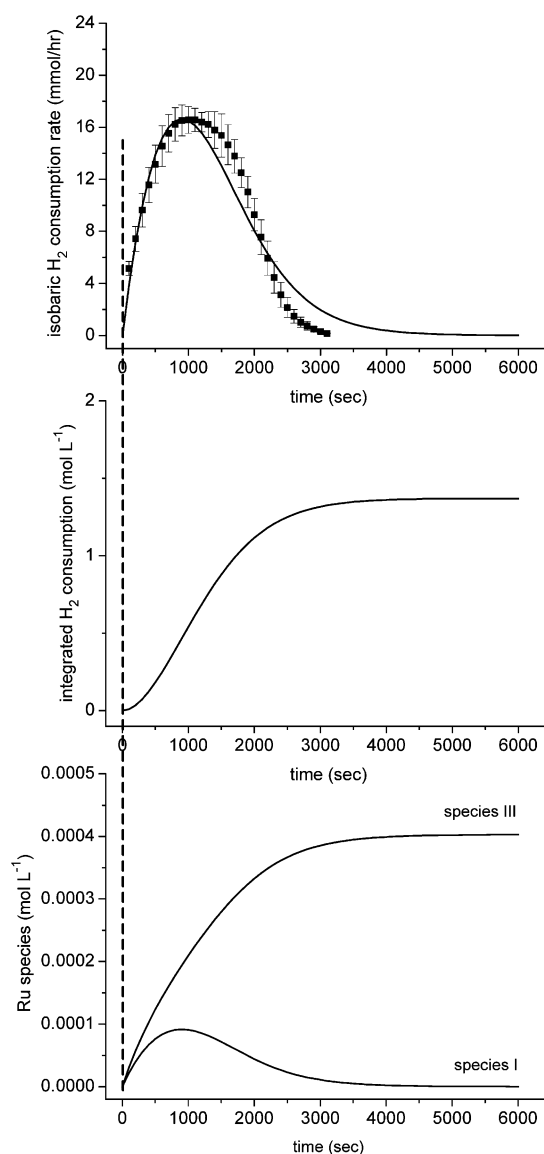 24
20
16
12
8
4
0
isobaric H2 consumption rate (mmol/hr)
0 1000 2000 3000 4000 5000 6000
time (sec)
2
1
0
integrated H2 consumption (mol L-1)
0 1000 2000 3000 4000 5000 6000
time (sec)
0.0005
0.0004
0.0003
0.0002
0.0001
0.0000
Ru species (mol L-1)
species III
species I
0 1000 2000 3000 4000 5000 6000
time (sec)